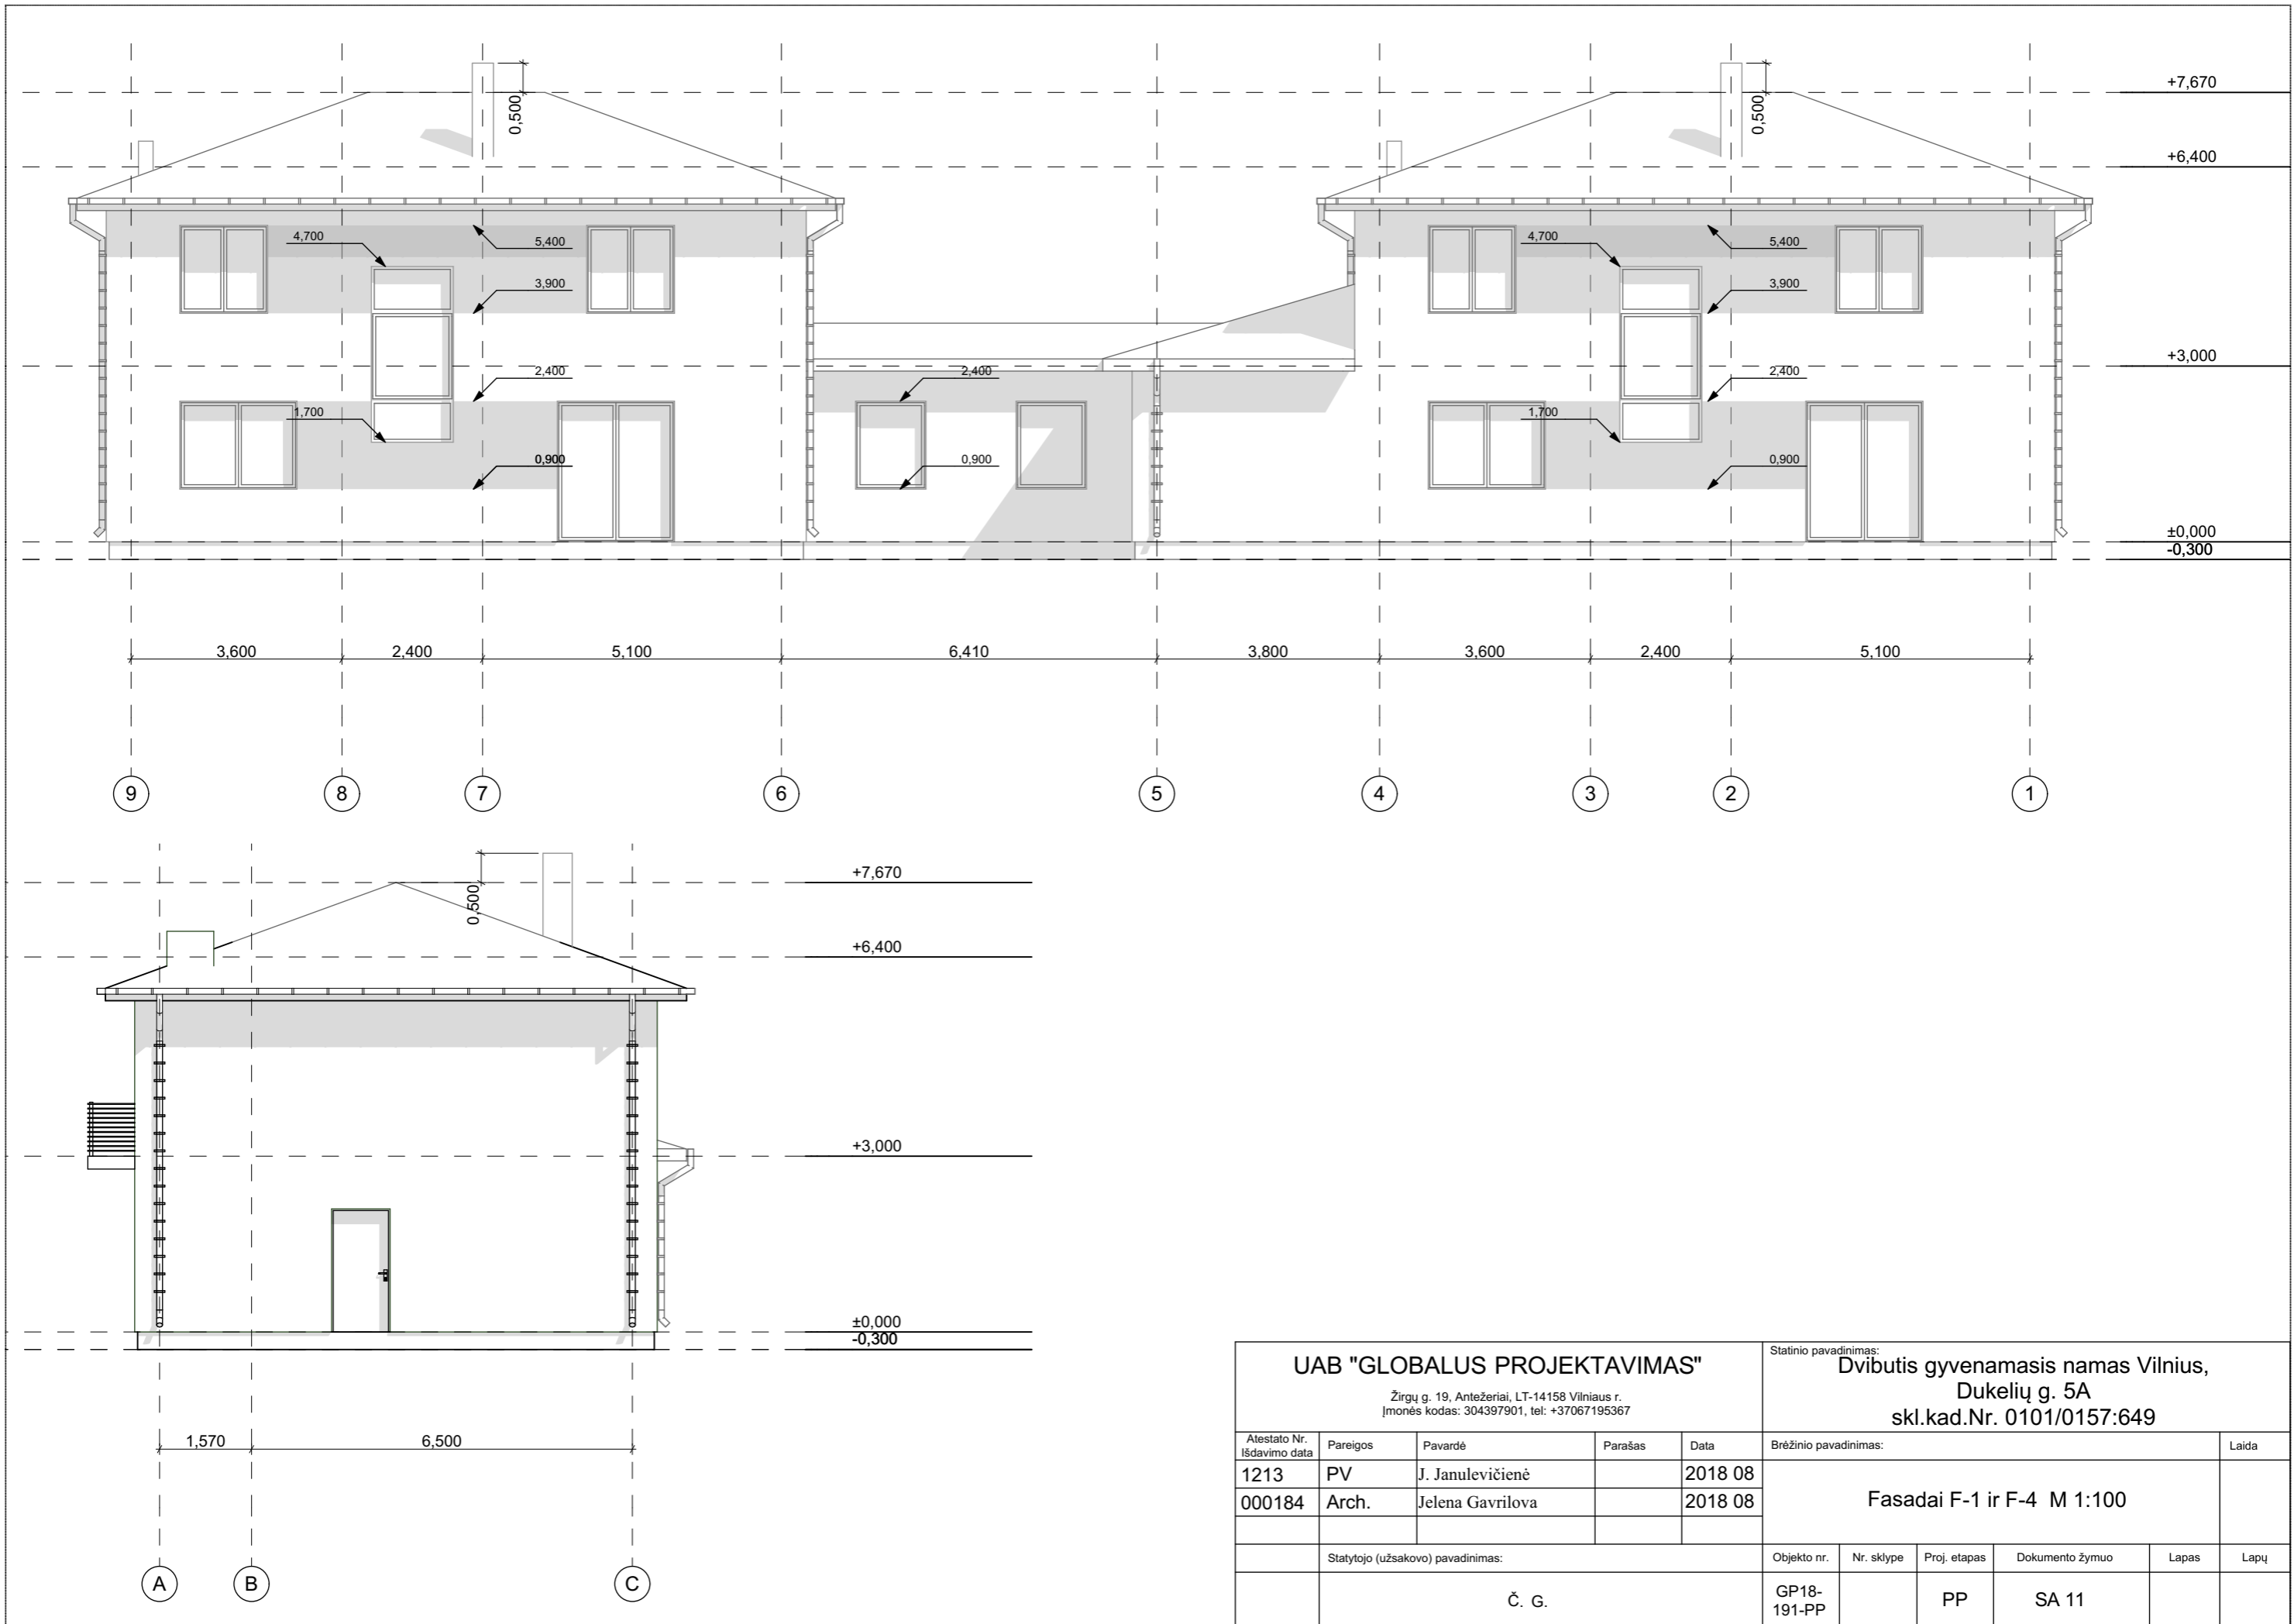 0,500
0,500
+7,670
+6,400
4,700
5,400
3,900
4,700
5,400
3,900
+3,000
2,400
1,700
0,900
2,400
0,900
2,400
1,700
0,900
±0,000
-0,300
3,600 2,400 5,100 6,410 3,800 3,600 2,400 5,100
9 8 7 6 5 4 3 2 1
+7,670
0,500
+6,400
+3,000
±0,000
-0,300
1,570 6,500
A B C
UAB "GLOBALUS PROJEKTAVIMAS"
Žirgų g. 19, Antežeriai, LT-14158 Vilniaus r.
Įmonės kodas: 304397901, tel: +37067195367
Statinio pavadinimas:
Dvibutis gyvenamasis namas Vilnius,
Dukelių g. 5A
skl.kad.Nr. 0101/0157:649
Atestato Nr.
Išdavimo data
Pareigos Pavardė Parašas Data
Brėžinio pavadinimas: Laida
1213 PV J. Janulevičienė 2018 08
000184 Arch. Jelena Gavrilova 2018 08
Fasadai F-1 ir F-4 M 1:100
Statytojo (užsakovo) pavadinimas:
Č. G.
Objekto nr. Nr. sklype Proj. etapas Dokumento žymuo Lapas Lapų
GP18-
191-PP
PP SA 11